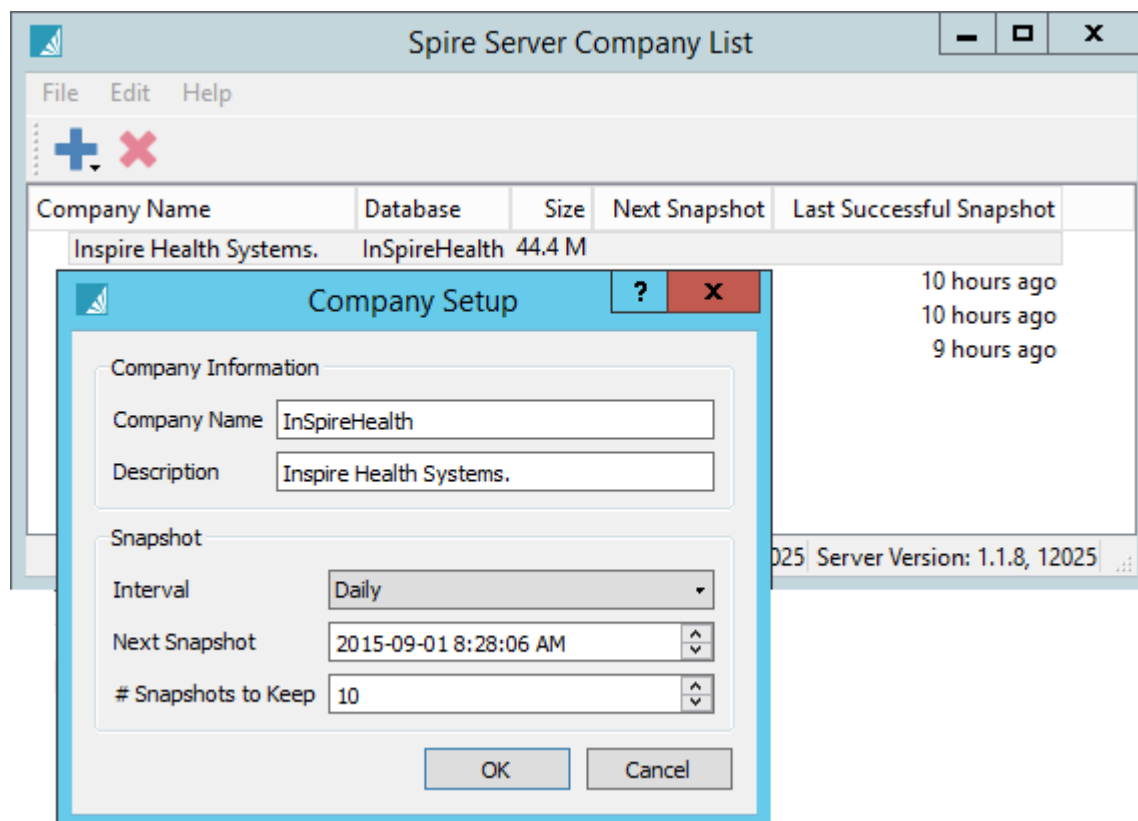 Spire Server Company List
File Edit Help
Company Name Database Size Next Snapshot Last Successful Snapshot
Inspire Health Systems. InSpireHealth 44.4 M
10 hours ago
10 hours ago
9 hours ago
Company Setup
?
X
Company Information
Company Name InSpireHealth
Description Inspire Health Systems.
Snapshot
Interval Daily
Next Snapshot 2015-09-01 8:28:06 AM
# Snapshots to Keep 10
OK Cancel
025 Server Version: 1.1.8, 12025